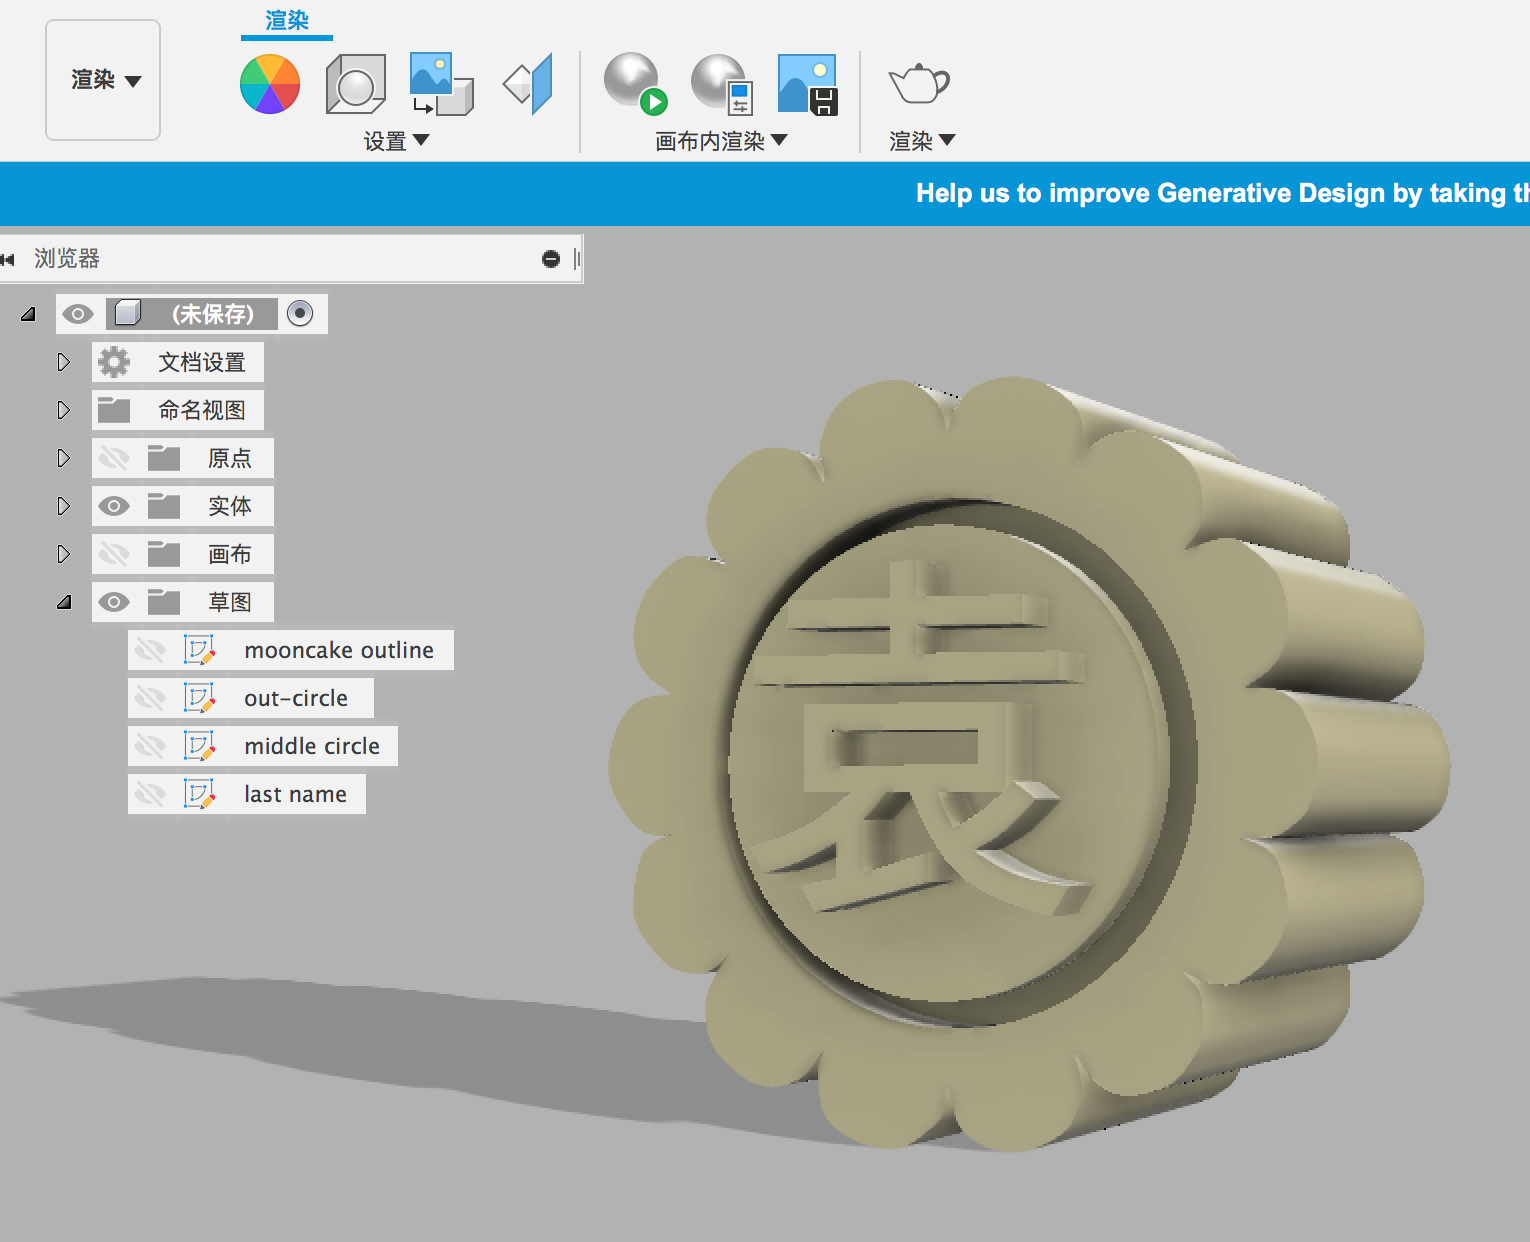 渲染
渲染
设置
画布内渲染
渲染
Help us to improve Generative Design by taking
浏览器
(未保存)
文档设置
命名视图
原点
实体
画布
草图
mooncake outline
out-circle
middle circle
last name
袁